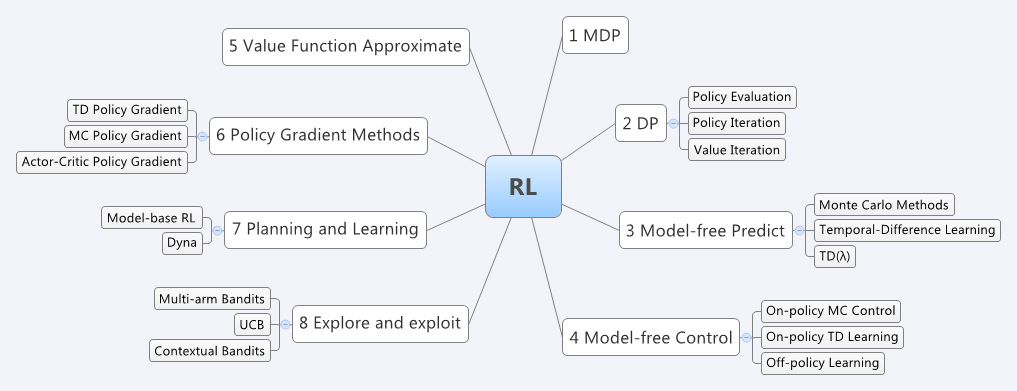 RL
1 MDP
2 DP
Policy Evaluation
Policy Iteration
Value Iteration
3 Model-free Predict
Monte Carlo Methods
Temporal-Difference Learning
TD(λ)
4 Model-free Control
On-policy MC Control
On-policy TD Learning
Off-policy Learning
5 Value Function Approximate
6 Policy Gradient Methods
TD Policy Gradient
MC Policy Gradient
Actor-Critic Policy Gradient
7 Planning and Learning
Model-base RL
Dyna
8 Explore and exploit
Multi-arm Bandits
UCB
Contextual Bandits